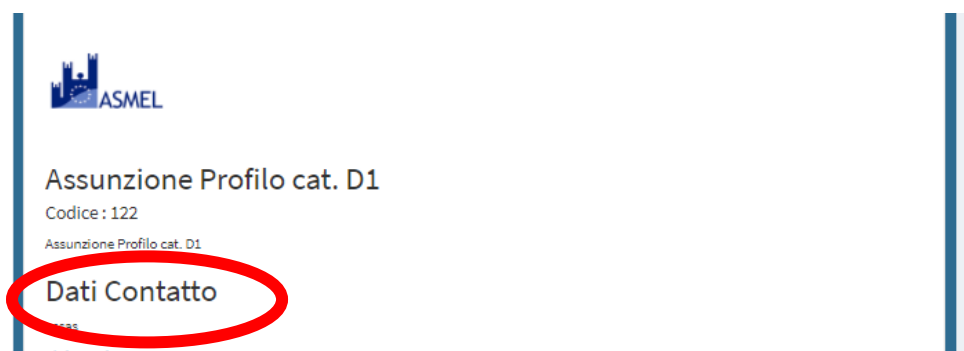 ASMEL
Assunzione Profilo cat. D1
Codice : 122
Assunzione Profilo cat. D1
Dati Contatto